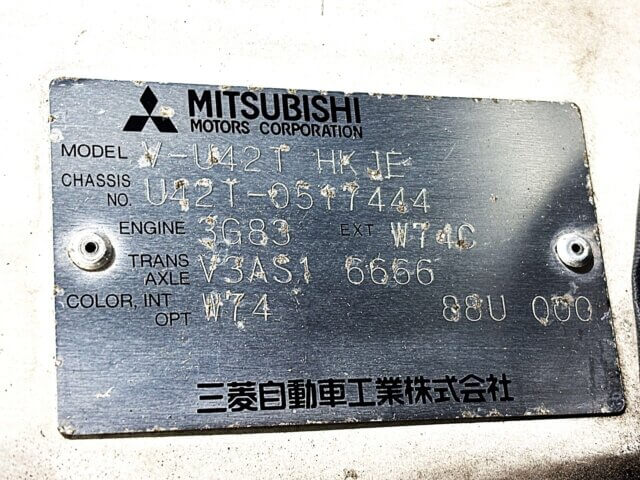 MITSUBISHI
MOTORS CORPORATION
MODEL V-U42T HKJE
CHASSIS NO. U42T-0517444
ENGINE 3G83 EXT W74C
TRANS AXLE V3AS1 6666
COLOR, INT OPT W74 88U 000
三菱自動車工業株式会社